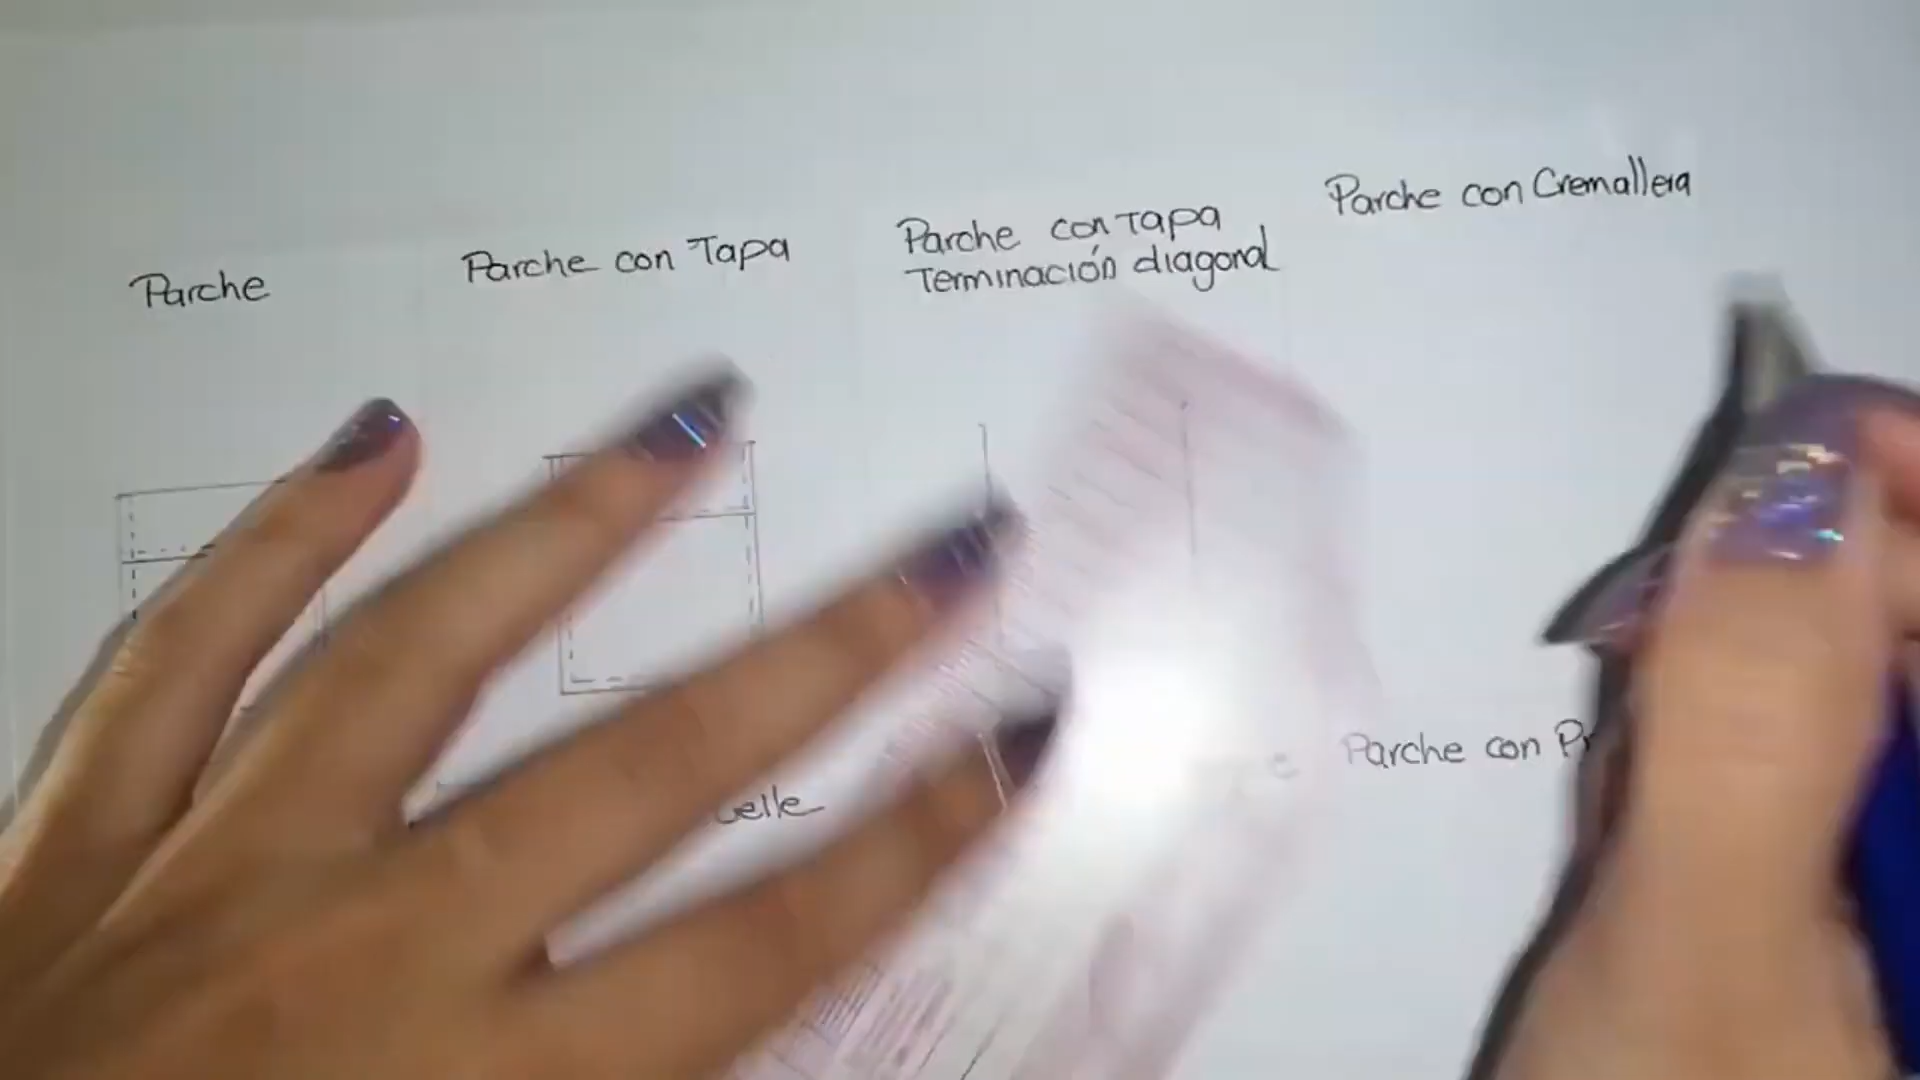 Parche
Parche con Tapa
Parche con Tapa
Terminación diagonal
Parche con Cremallera
Parche con